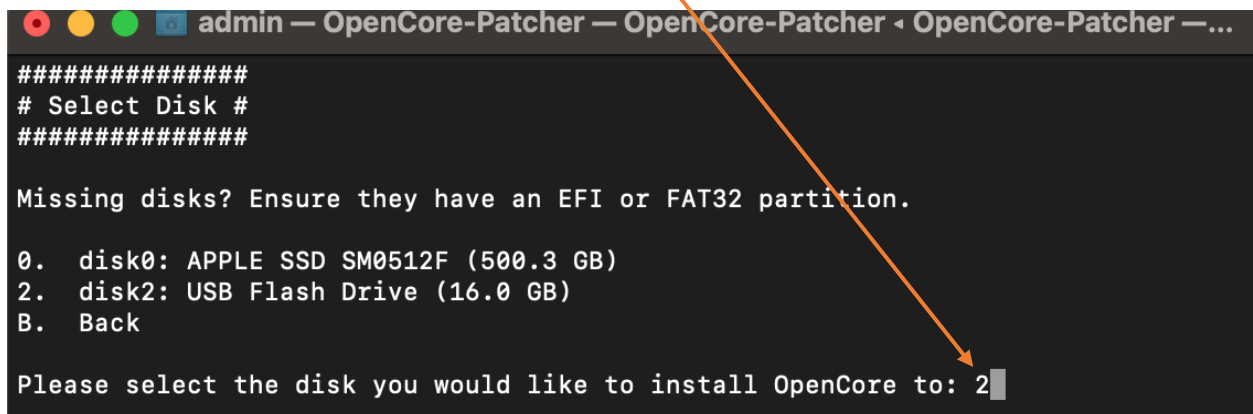 admin — OpenCore-Patcher — OpenCore-Patcher ◂ OpenCore-Patcher —...
###############
# Select Disk #
###############
Missing disks? Ensure they have an EFI or FAT32 partition.
0.  disk0: APPLE SSD SM0512F (500.3 GB)
2.  disk2: USB Flash Drive (16.0 GB)
B.  Back
Please select the disk you would like to install OpenCore to: 2